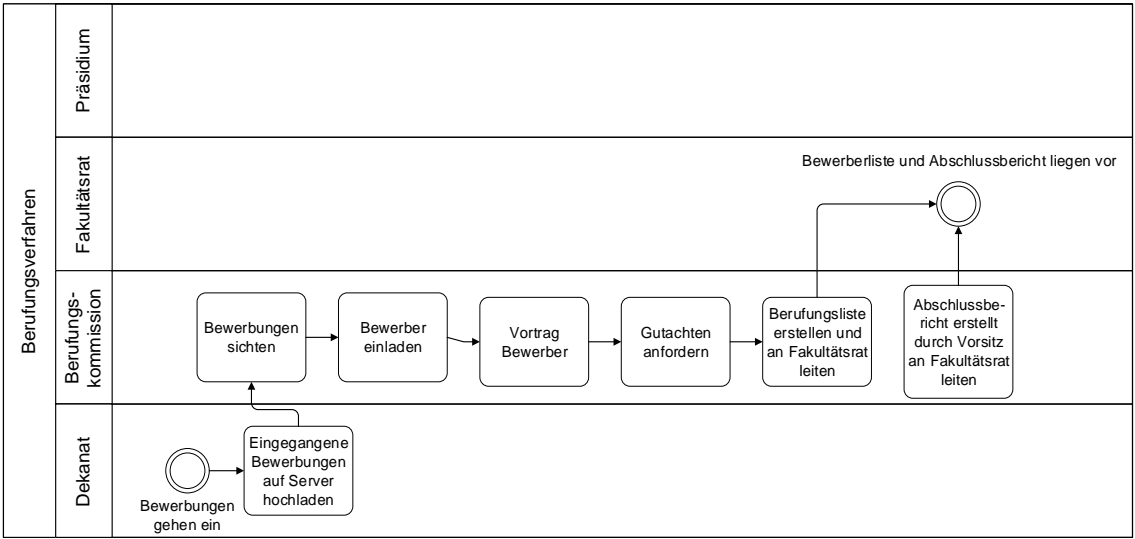 Berufungsverfahren
Präsidium
Fakultätsrat
Bewerberliste und Abschlussbericht liegen vor
Berufungs-
kommission
Bewerbungen
sichten
Bewerber
einladen
Vortrag
Bewerber
Gutachten
anfordern
Berufungsliste
erstellen und
an Fakultätsrat
leiten
Abschlussbe-
richt erstellt
durch Vorsitz
an Fakultätsrat
leiten
Dekanat
Bewerbungen
gehen ein
Eingegangene
Bewerbungen
auf Server
hochladen